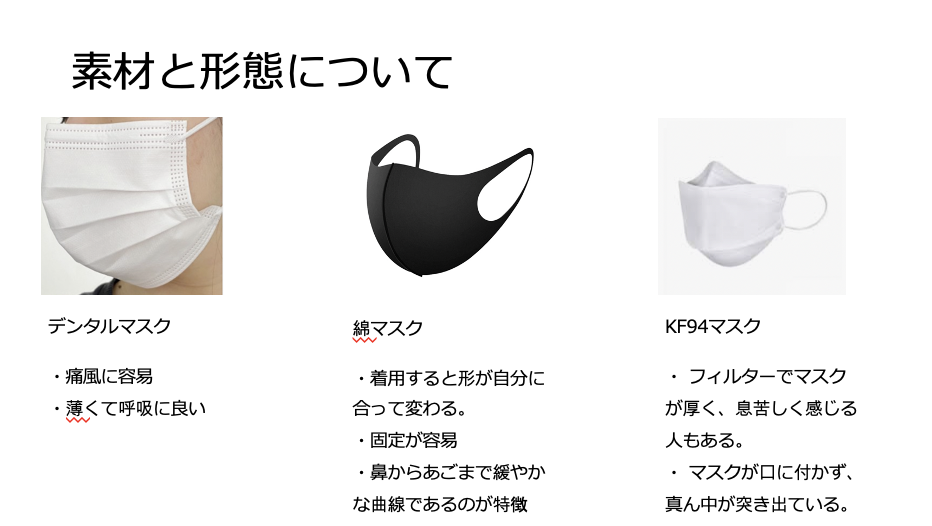 素材と形態について
デンタルマスク
・痛風に容易
・薄くて呼吸に良い
綿マスク
・着用すると形が自分に
合って変わる。
・固定が容易
・鼻からあごまで緩やか
な曲線であるのが特徴
KF94マスク
・ フィルターでマスク
が厚く、息苦しく感じる
人もある。
・ マスクが口に付かず、
真ん中が突き出ている。